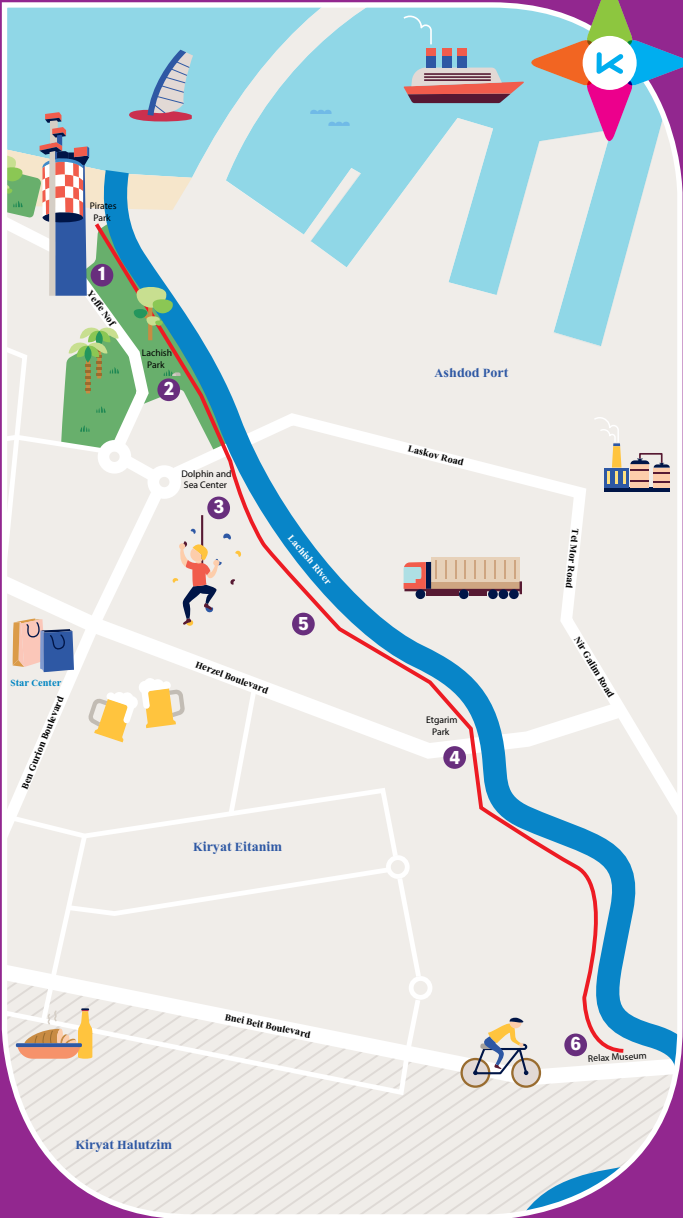 Pirates
Park
1
Yeffe Nof
Lachish
Park
2
Ashdod Port
Laskov Road
Dolphin and
Sea Center
3
Tel Mor Road
Lachish River
5
Nir Galim Road
Star Center
Herzel Boulevard
Ben Gurion Boulevard
Etgarim
Park
4
Kiryat Eitanim
Bnei Beit Boulevard
6
Relax Museum
Kiryat Halutzim